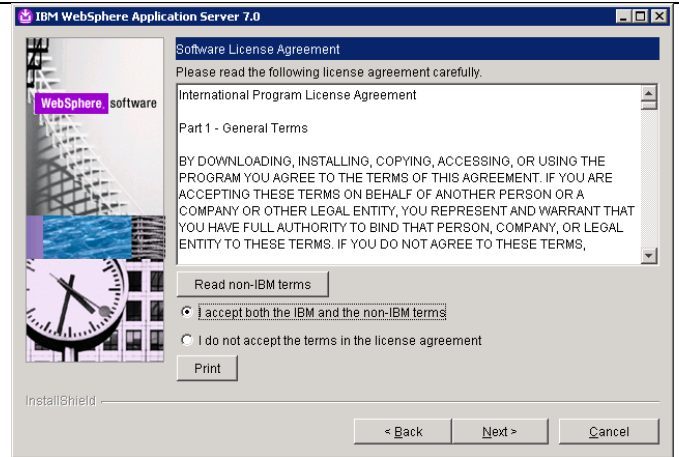 IBM WebSphere Application Server 7.0
Software License Agreement
Please read the following license agreement carefully.
WebSphere. software
International Program License Agreement
Part 1 - General Terms
BY DOWNLOADING, INSTALLING, COPYING, ACCESSING, OR USING THE
PROGRAM YOU AGREE TO THE TERMS OF THIS AGREEMENT. IF YOU ARE
ACCEPTING THESE TERMS ON BEHALF OF ANOTHER PERSON OR A
COMPANY OR OTHER LEGAL ENTITY, YOU REPRESENT AND WARRANT THAT
YOU HAVE FULL AUTHORITY TO BIND THAT PERSON, COMPANY, OR LEGAL
ENTITY TO THESE TERMS. IF YOU DO NOT AGREE TO THESE TERMS,
Read non-IBM terms
I accept both the IBM and the non-IBM terms
I do not accept the terms in the license agreement
Print
InstallShield
< Back
Next >
Cancel